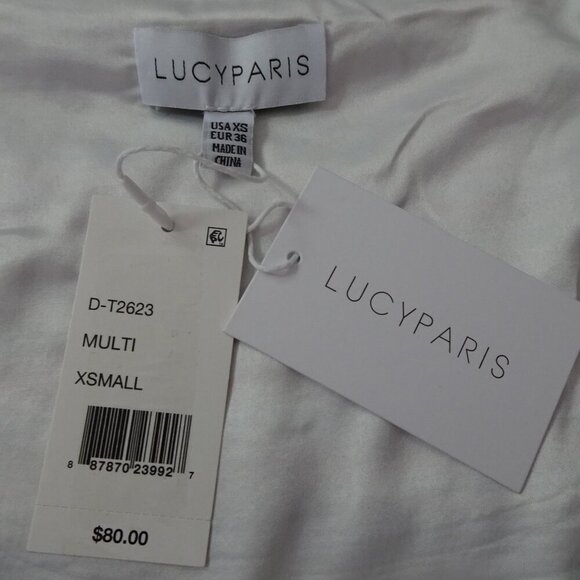 LUCYPARIS
USA XS
EUR 36
MADE IN
CHINA
D-T2623
MULTI
XSMALL
8 87870 23992 7
$80.00
LUCYPARIS